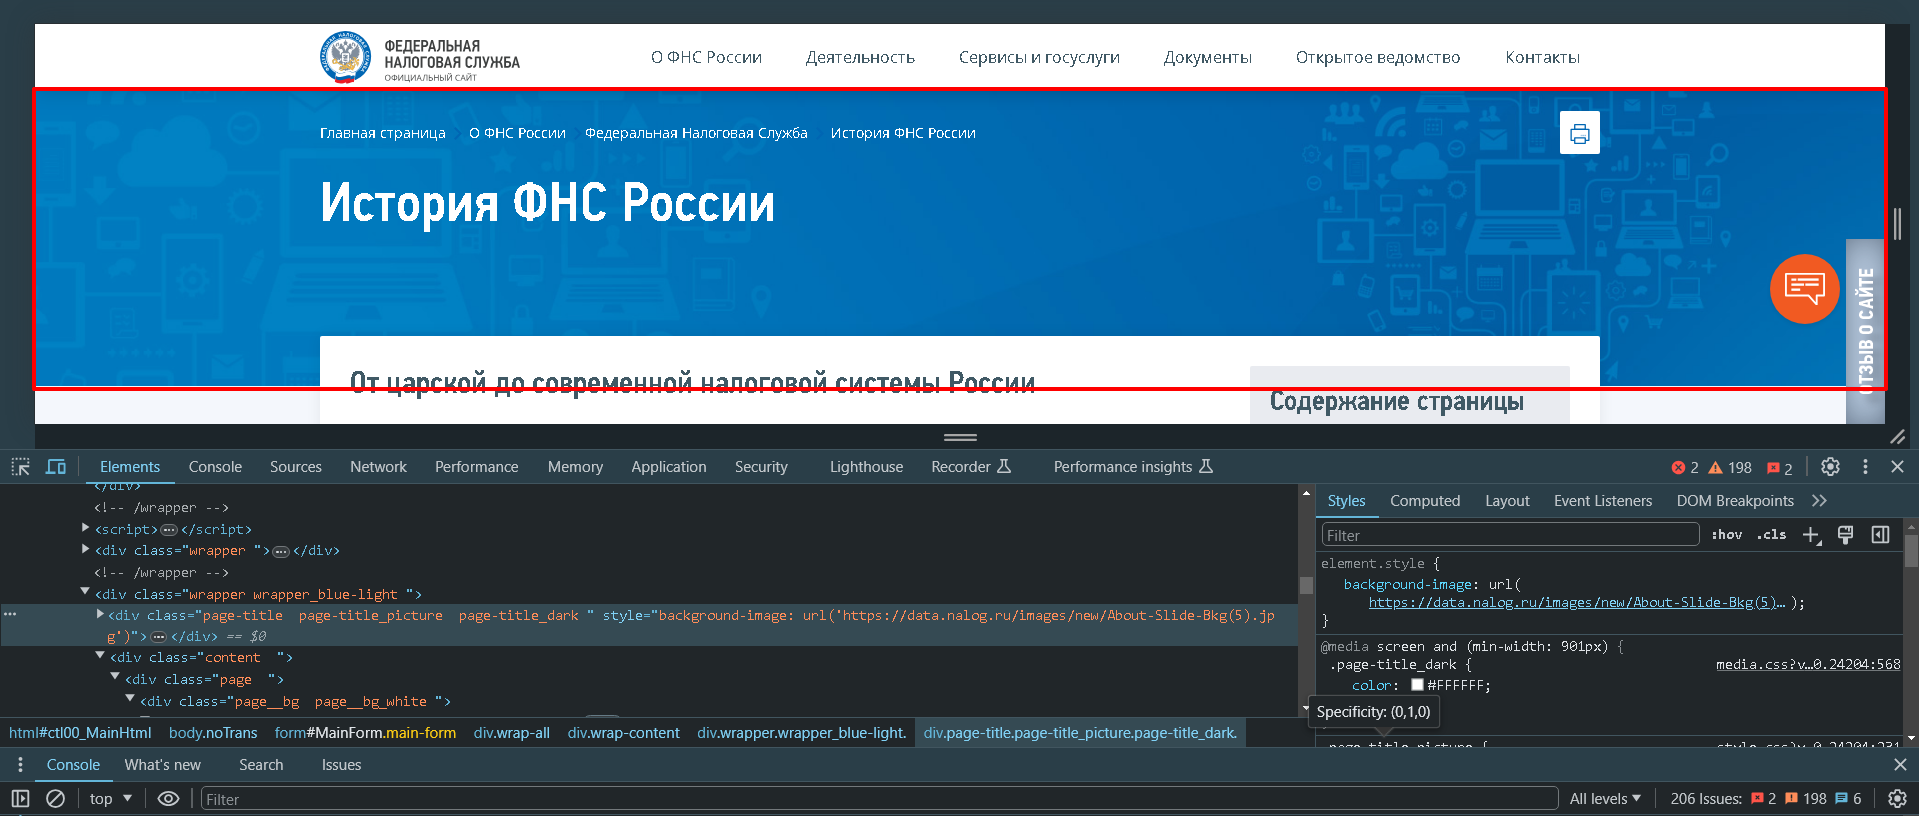 ФЕДЕРАЛЬНАЯ
НАЛОГОВАЯ СЛУЖБА
ОФИЦИАЛЬНЫЙ САЙТ
О ФНС России Деятельность Сервисы и госуслуги Документы Открытое ведомство Контакты
Главная страница О ФНС России Федеральная Налоговая Служба История ФНС России
История ФНС России
ОТЗЫВ О САЙТЕ
От царской до современной налоговой системы России
Содержание страницы
Elements Console Sources Network Performance Memory Application Security Lighthouse Recorder Performance insights 2 198 2
</div>
<!-- /wrapper -->
<script>…</script>
<div class="wrapper ">…</div>
<!-- /wrapper -->
<div class="wrapper wrapper_blue-light ">
<div class="page-title  page-title_picture  page-title_dark " style="background-image: url('https://data.nalog.ru/images/new/About-Slide-Bkg(5).jp
g')">…</div> == $0
<div class="content  ">
<div class="page  ">
<div class="page__bg  page__bg_white ">
html#ctl00_MainHtml body.noTrans form#MainForm.main-form div.wrap-all div.wrap-content div.wrapper.wrapper_blue-light. div.page-title.page-title_picture.page-title_dark.
Styles Computed Layout Event Listeners DOM Breakpoints
Filter :hov .cls
element.style {
background-image: url(
https://data.nalog.ru/images/new/About-Slide-Bkg(5)… );
}
@media screen and (min-width: 901px) {
.page-title_dark { media.css?v…0.24204:568
color: #FFFFFF;
Specificity: (0,1,0)
.page-title_picture { style.css?v…0.24204:231
Console What's new Search Issues
top Filter All levels 206 Issues: 2 198 6